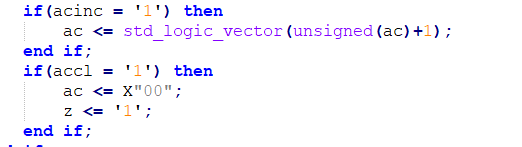 if(acinc = '1') then
ac <= std_logic_vector(unsigned(ac)+1);
end if;
if(accl = '1') then
ac <= X"00";
z <= '1';
end if;